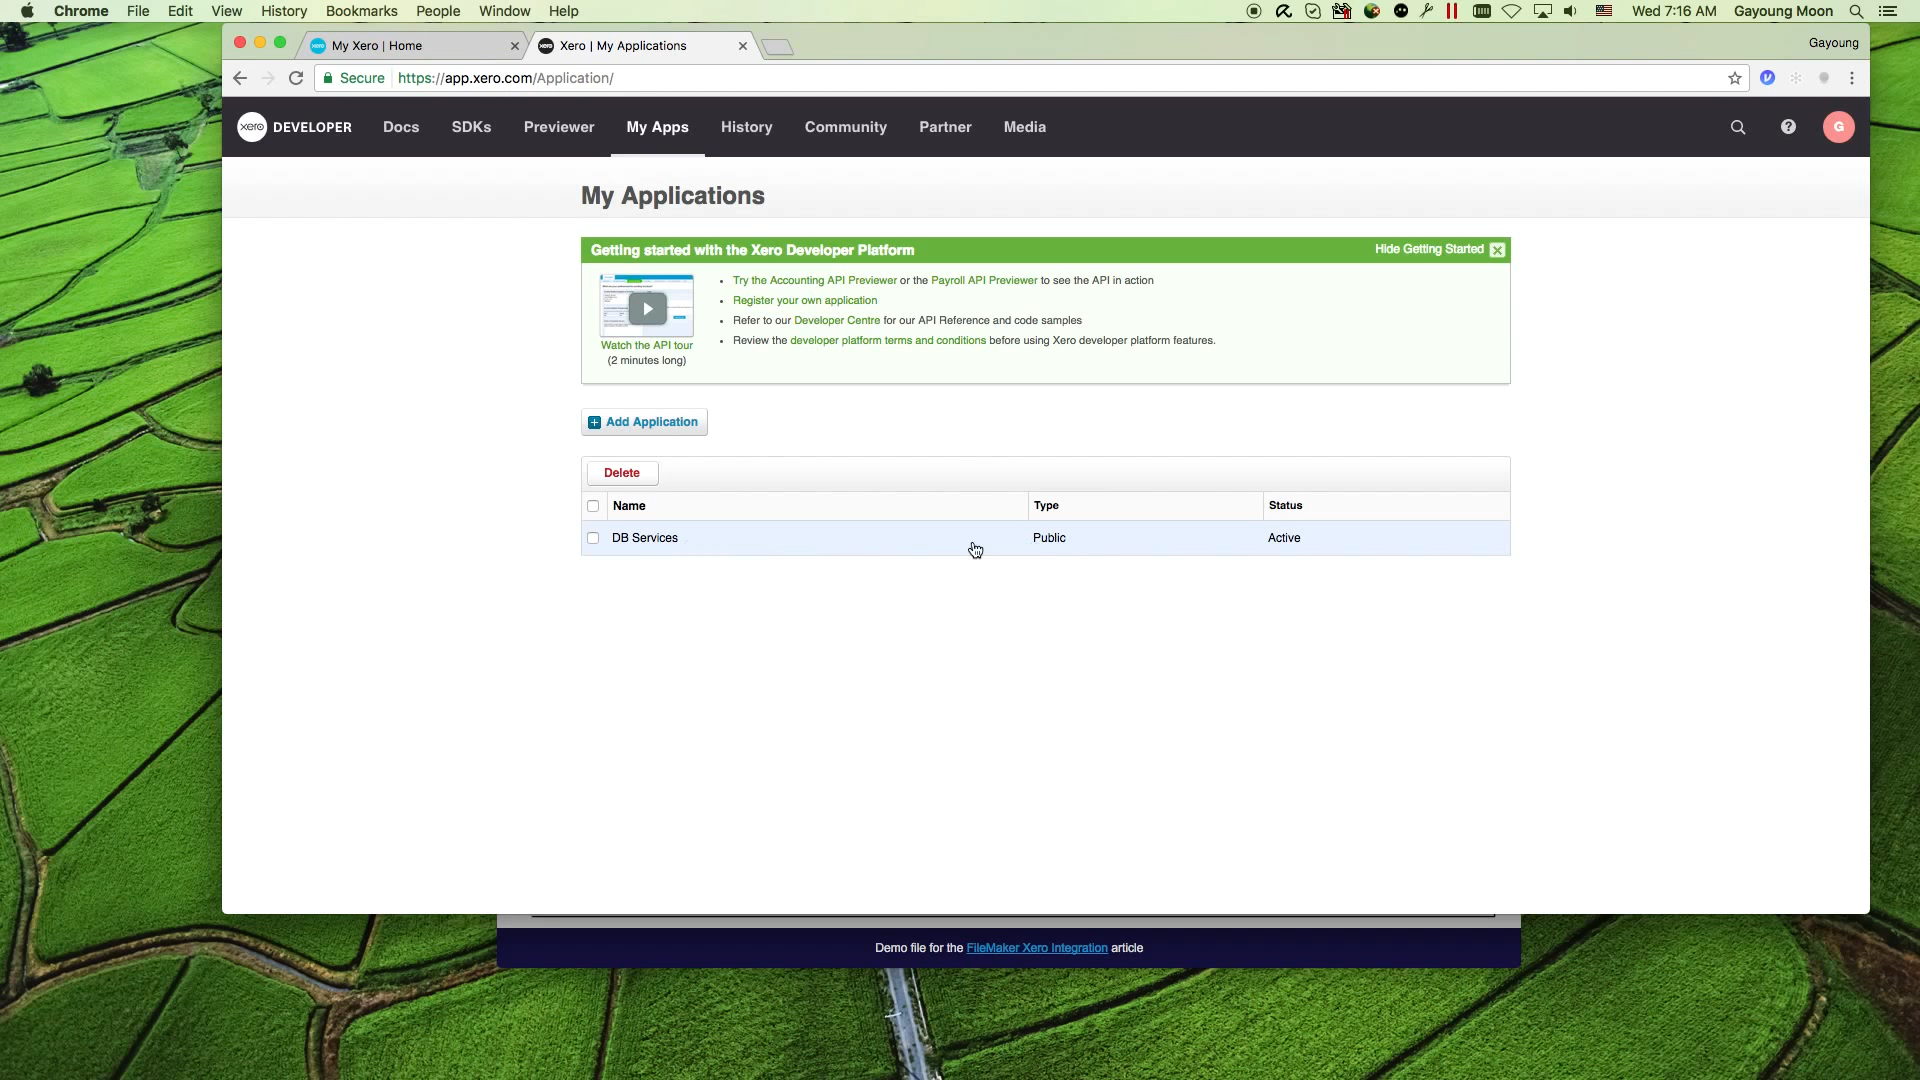 Chrome File Edit View History Bookmarks People Window Help Wed 7:16 AM Gayoung Moon
My Xero | Home Xero | My Applications Gayoung
Secure https://app.xero.com/Application/
xero DEVELOPER Docs SDKs Previewer My Apps History Community Partner Media G
My Applications
Getting started with the Xero Developer Platform Hide Getting Started
Try the Accounting API Previewer or the Payroll API Previewer to see the API in action
Register your own application
Refer to our Developer Centre for our API Reference and code samples
Review the developer platform terms and conditions before using Xero developer platform features.
Watch the API tour
(2 minutes long)
Add Application
Delete
Name Type Status
DB Services Public Active
Demo file for the FileMaker Xero Integration article